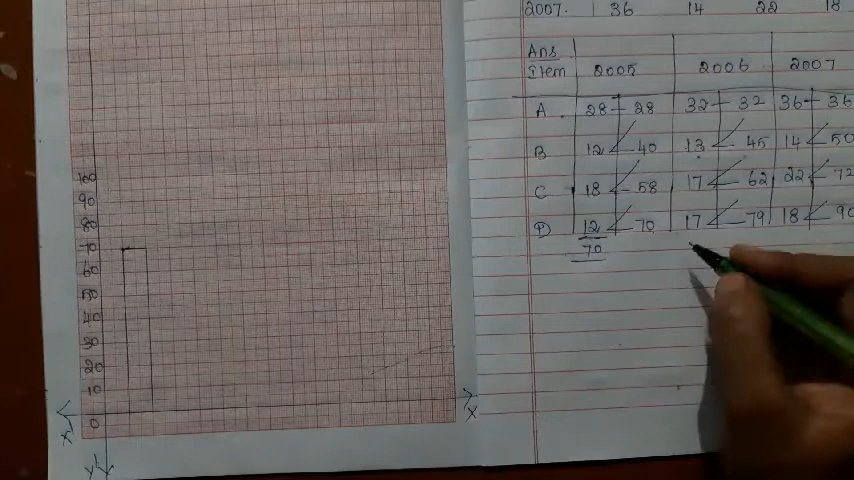 100
90
80
70
60
50
40
30
20
10
0
X' X
Y'
2007. 36 14 22 18
Ans
Item 2005 2006 2007
A 28 28 32 32 36 36
B 12 40 13 45 14 50
C 18 58 17 62 22 72
D 12 70 17 79 18 90
70